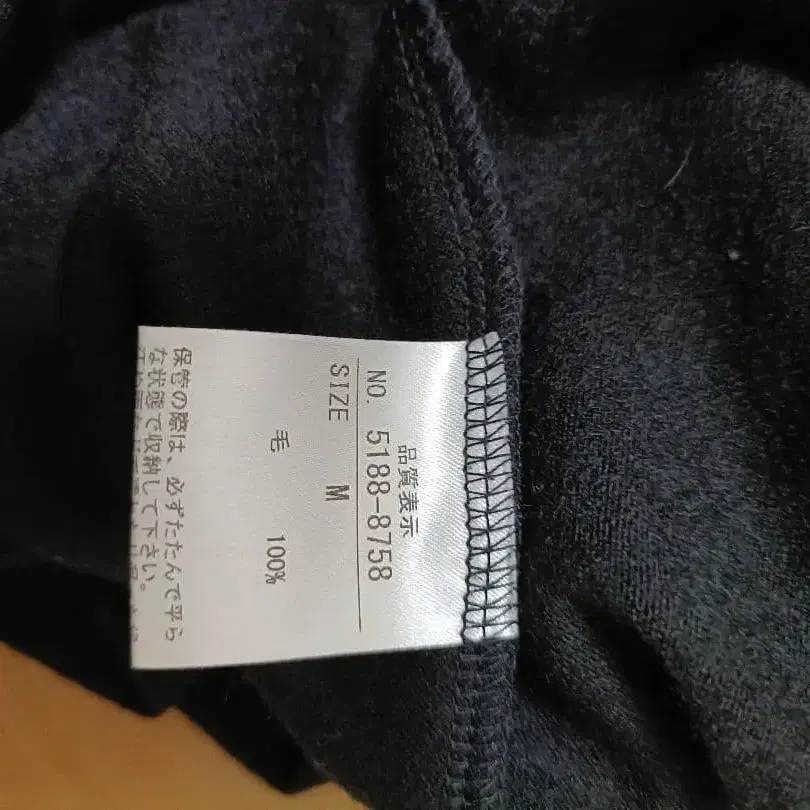 品質表示
NO. 5188-8758
SIZE M
毛 100%
保管の際は、必ずたたんで平ら
な状態で収納して下さい。